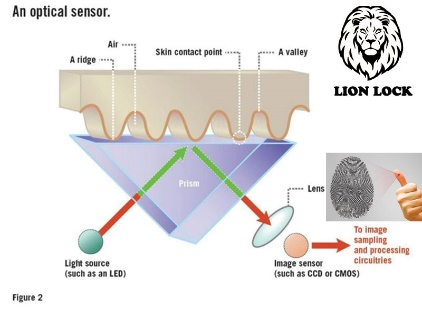 An optical sensor.
Air
A ridge
Skin contact point
A valley
LION LOCK
Prism
Lens
Light source
(such as an LED)
Image sensor
(such as CCD or CMOS)
To image
sampling
and processing
circuitries
Figure 2